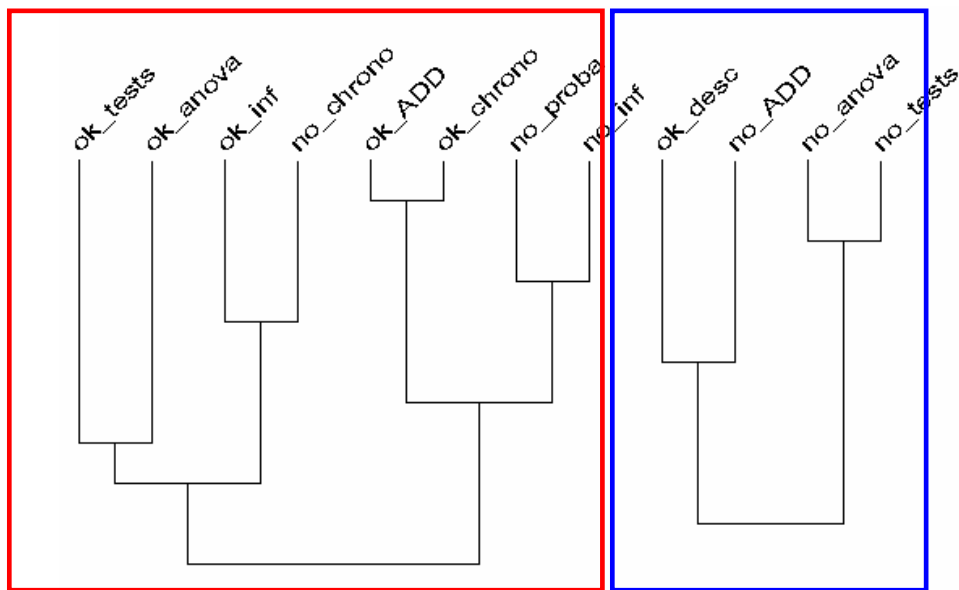 ok_tests
ok_anova
ok_inf
no_chrono
ok_ADD
ok_chrono
no_proba
no_inf
ok_desc
no_ADD
no_anova
no_tests